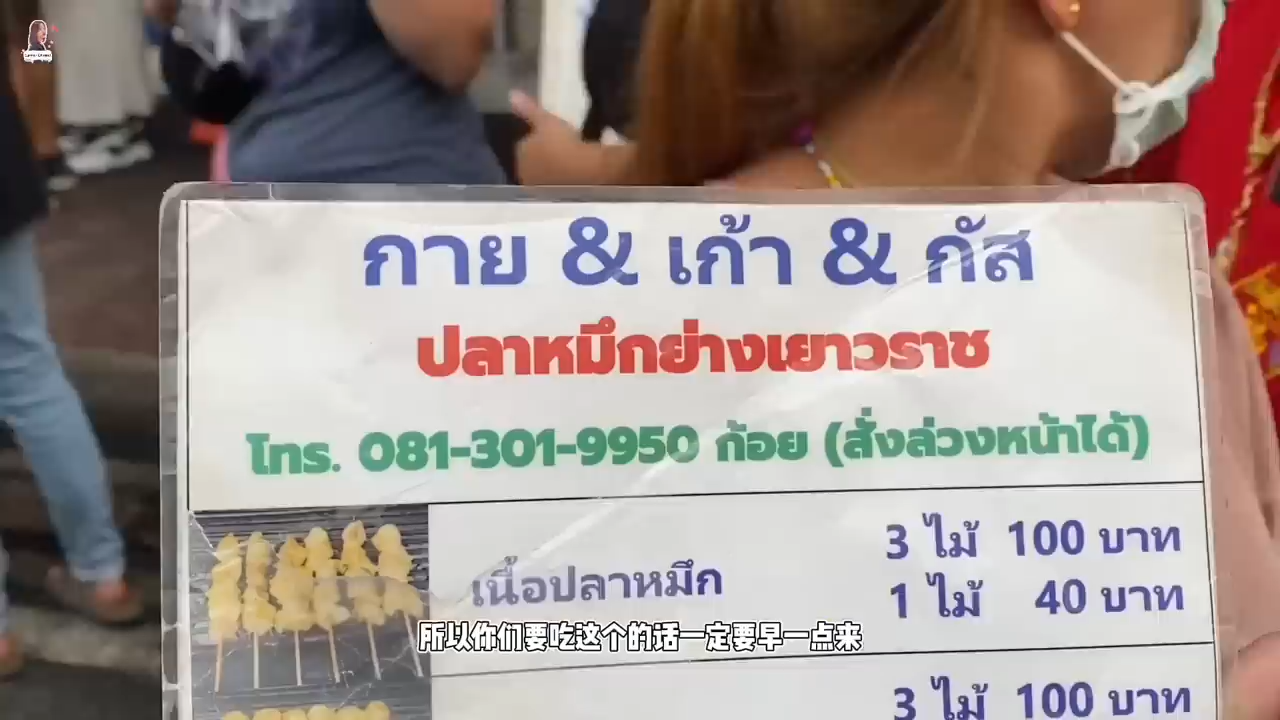 กาย & เก้า & กัส
ปลาหมึกย่างเยาวราช
โทร. 081-301-9950 ก้อย (สั่งล่วงหน้าได้)
เนื้อปลาหมึก
3 ไม้ 100 บาท
1 ไม้ 40 บาท
所以你们要吃这个的话一定要早一点来
3 ไม้ 100 บาท